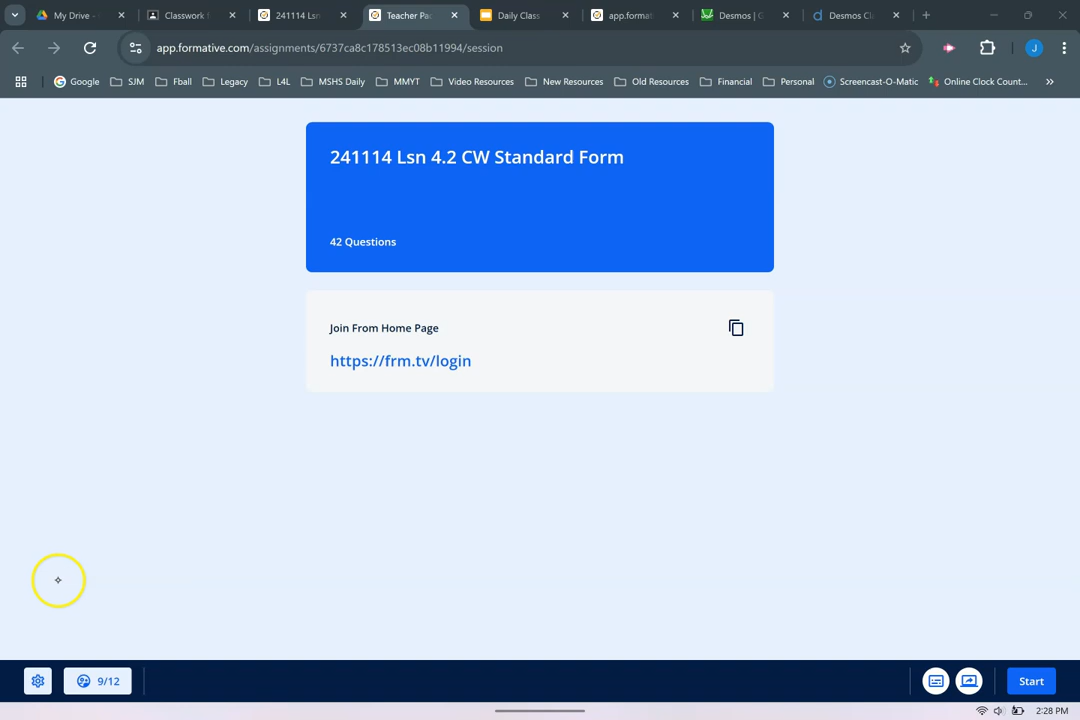 My Drive -
Classwork f
241114 Lsn
Teacher Pac
Daily Class
app.format
Desmos | G
Desmos Cl
app.formative.com/assignments/6737ca8c178513ec08b11994/session
J
Google
SJM
Fball
Legacy
L4L
MSHS Daily
MMYT
Video Resources
New Resources
Old Resources
Financial
Personal
Screencast-O-Matic
Online Clock Count...
241114 Lsn 4.2 CW Standard Form
42 Questions
Join From Home Page
https://frm.tv/login
9/12
Start
2:28 PM